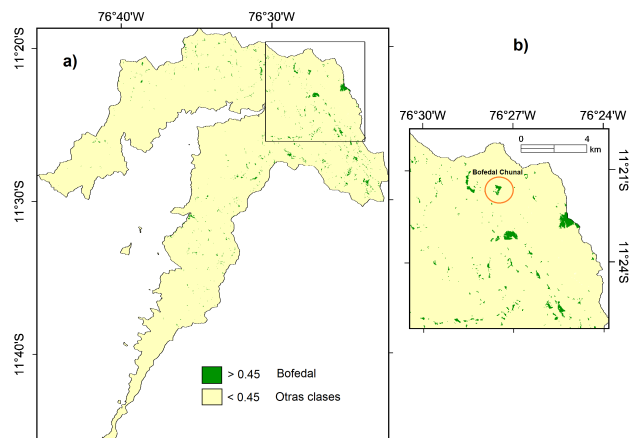 76°40'W 76°30'W
11°20'S
11°30'S
11°40'S
a)
> 0.45 Bofedal
< 0.45 Otras clases
b)
76°30'W 76°27'W 76°24'W
0 4
km
Bofedal Chunal
11°21'S
11°24'S